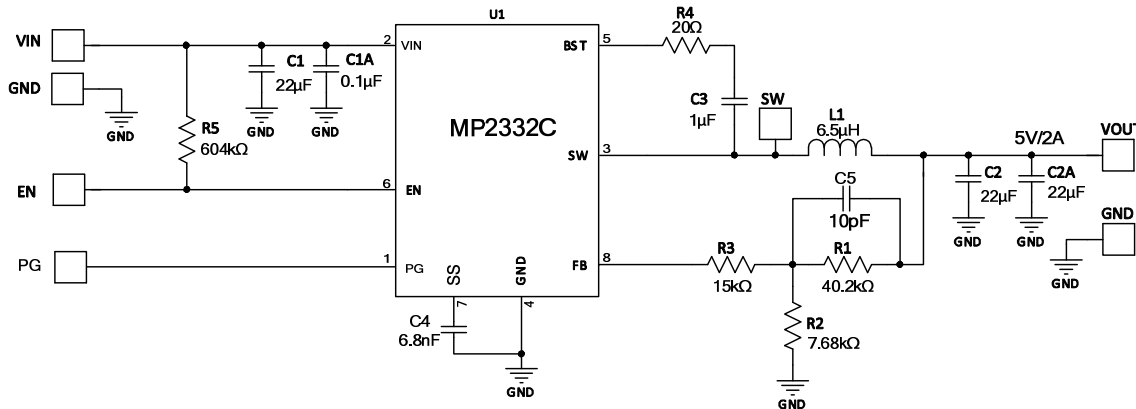 U1
MP2332C
VIN
GND
GND
EN
PG
2
VIN
6
EN
1
PG
C1
22µF
GND
C1A
0.1µF
GND
R5
604kΩ
SS
7
GND
4
C4
6.8nF
GND
BST
5
R4
20Ω
C3
1µF
SW
SW
3
L1
6.5µH
5V/2A
VOUT
C2
22µF
GND
C2A
22µF
GND
GND
GND
C5
10pF
FB
8
R3
15kΩ
R1
40.2kΩ
R2
7.68kΩ
GND